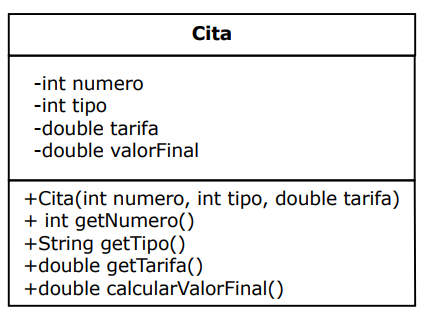 Cita
-int numero
-int tipo
-double tarifa
-double valorFinal
+Cita(int numero, int tipo, double tarifa)
+ int getNumero()
+String getTipo()
+double getTarifa()
+double calcularValorFinal()